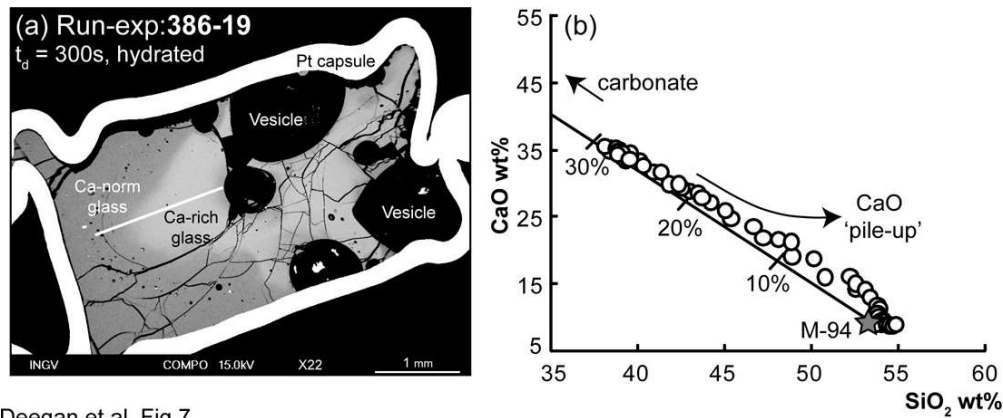 (a) Run-exp:386-19
t_d = 300s, hydrated
Pt capsule
Vesicle
Ca-norm
glass
Ca-rich
glass
Vesicle
INGV COMPO 15.0kV X22 1 mm
(b)
55
45
35
25
15
5
CaO wt%
carbonate
30%
20%
10%
CaO
'pile-up'
M-94
35 40 45 50 55 60
SiO₂ wt%
Deegan et al. Fig 7